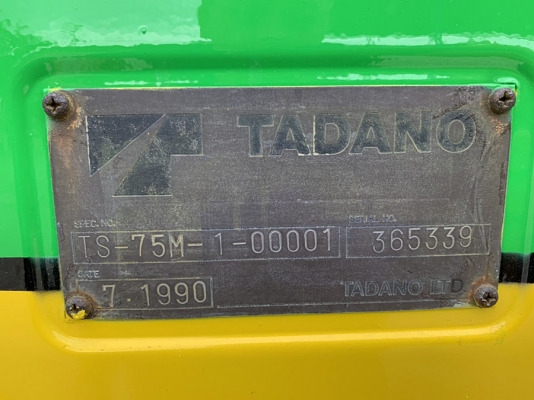 TADANO
SPEC. NO. SERIAL NO.
TS-75M-1-00001 365339
DATE
7.1990 TADANO LTD